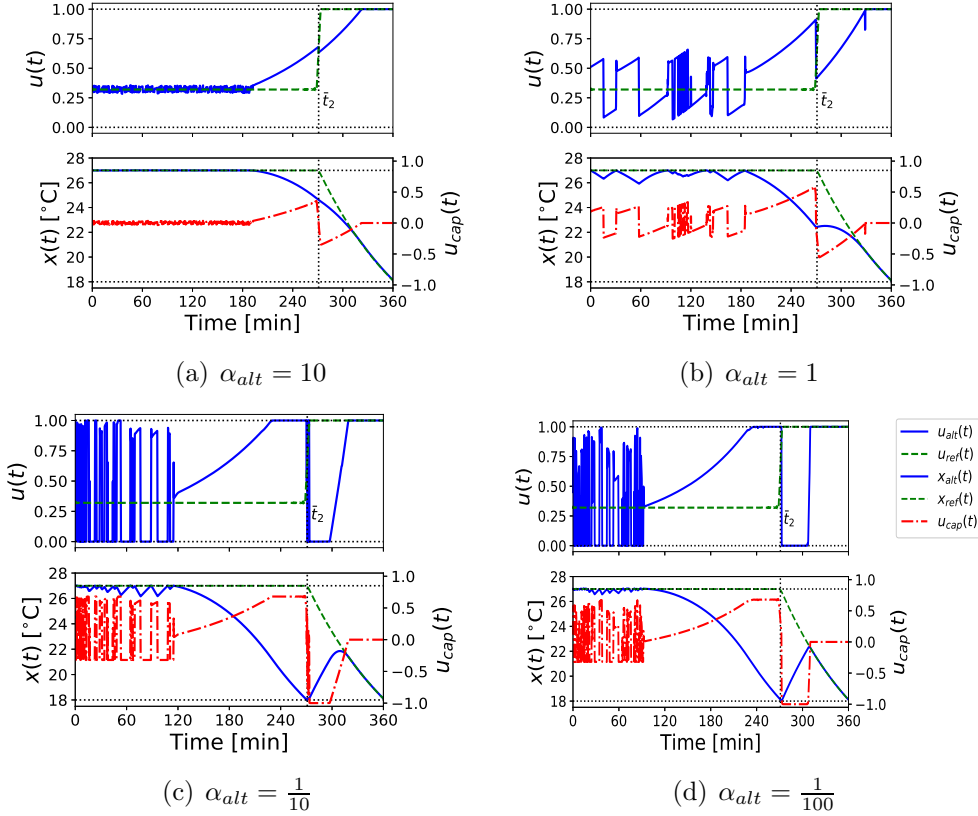 1.00
0.75
0.50
0.25
0.00
u(t)
t̄₂
28
26
24
22
20
18
x(t) [°C]
1.0
0.5
0.0
−0.5
−1.0
u_cap(t)
0 60 120 180 240 300 360
Time [min]
(a) α_alt = 10
1.00
0.75
0.50
0.25
0.00
u(t)
t̄₂
28
26
24
22
20
18
x(t) [°C]
1.0
0.5
0.0
−0.5
−1.0
u_cap(t)
0 60 120 180 240 300 360
Time [min]
(b) α_alt = 1
1.00
0.75
0.50
0.25
0.00
u(t)
t̄₂
28
26
24
22
20
18
x(t) [°C]
1.0
0.5
0.0
−0.5
−1.0
u_cap(t)
0 60 120 180 240 300 360
Time [min]
(c) α_alt = 1/10
1.00
0.75
0.50
0.25
0.00
u(t)
t̄₂
28
26
24
22
20
18
x(t) [°C]
1.0
0.5
0.0
−0.5
−1.0
u_cap(t)
0 60 120 180 240 300 360
Time [min]
(d) α_alt = 1/100
u_alt(t)
u_ref(t)
x_alt(t)
x_ref(t)
u_cap(t)